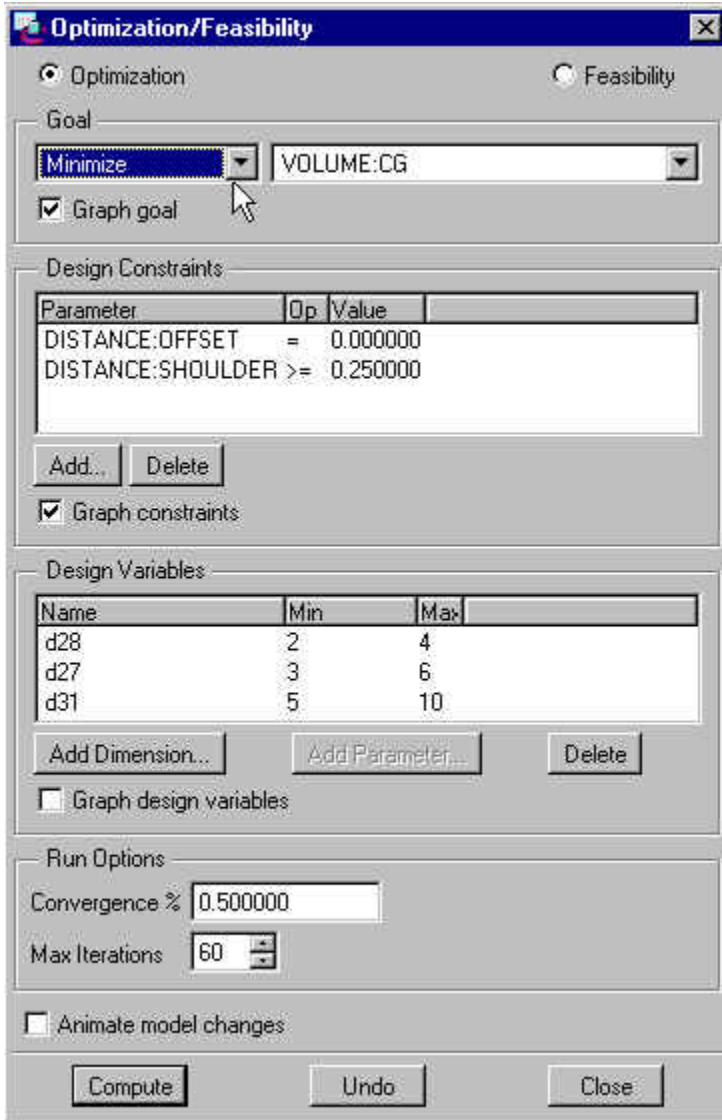 Optimization/Feasibility
Optimization Feasibility
Goal
Minimize VOLUME:CG
Graph goal
Design Constraints
Parameter Op Value
DISTANCE:OFFSET = 0.000000
DISTANCE:SHOULDER >= 0.250000
Add... Delete
Graph constraints
Design Variables
Name Min Max
d28 2 4
d27 3 6
d31 5 10
Add Dimension... Add Parameter... Delete
Graph design variables
Run Options
Convergence % 0.500000
Max Iterations 60
Animate model changes
Compute Undo Close